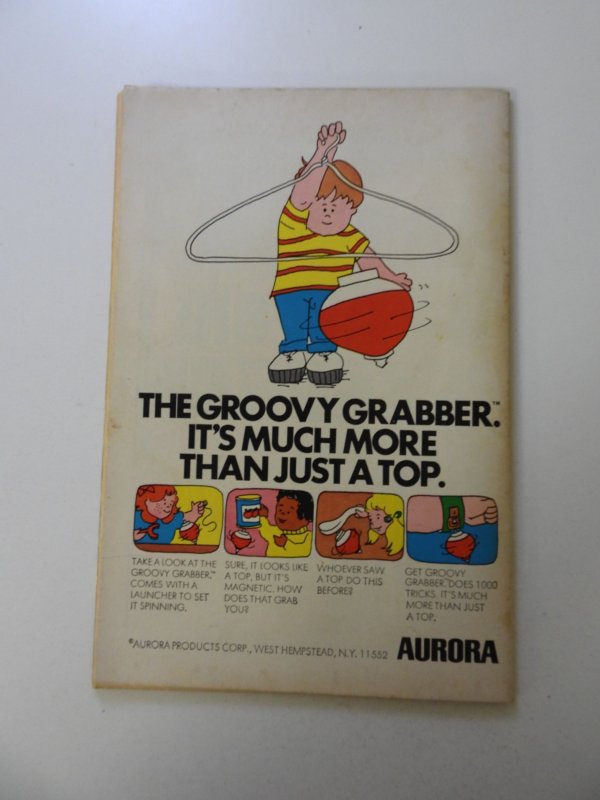 THE GROOVY GRABBER.™
IT'S MUCH MORE
THAN JUST A TOP.
TAKE A LOOK AT THE
GROOVY GRABBER.™
COMES WITH A
LAUNCHER TO SET
IT SPINNING.
SURE, IT LOOKS LIKE
A TOP, BUT IT'S
MAGNETIC. HOW
DOES THAT GRAB
YOU?
WHOEVER SAW
A TOP DO THIS
BEFORE?
GET GROOVY
GRABBER.™ DOES 1000
TRICKS. IT'S MUCH
MORE THAN JUST
A TOP.
®AURORA PRODUCTS CORP., WEST HEMPSTEAD, N.Y. 11552
AURORA